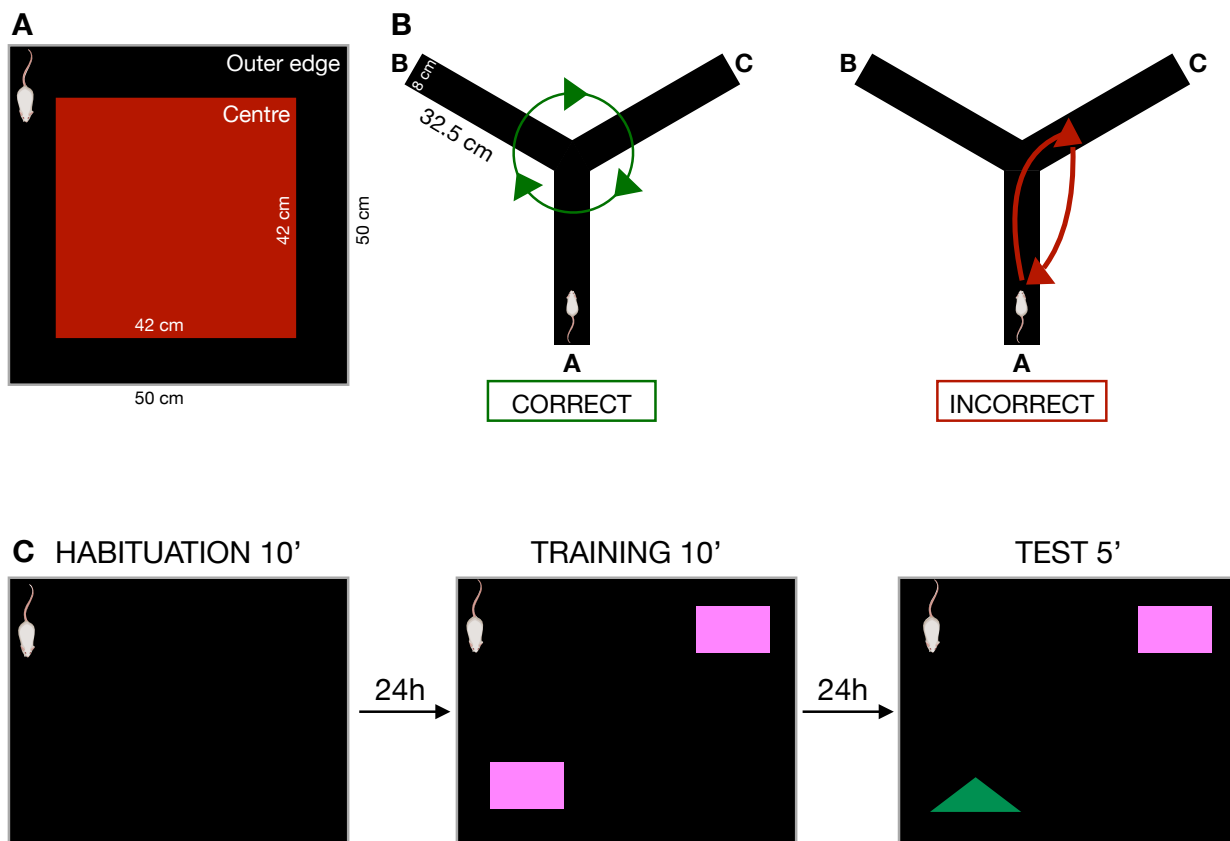 A
Outer edge
Centre
42 cm
50 cm
42 cm
50 cm
B
B
8 cm
C
32.5 cm
A
CORRECT
B
C
A
INCORRECT
C HABITUATION 10’
TRAINING 10’
TEST 5’
24h
24h